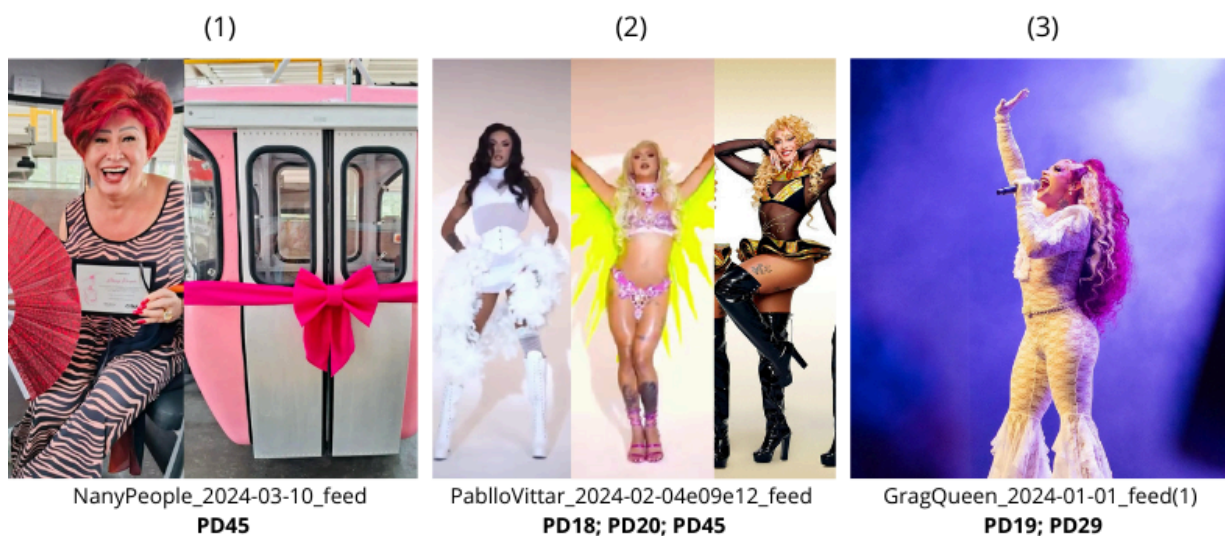 (1)
(2)
(3)
NanyPeople_2024-03-10_feed
PablloVittar_2024-02-04e09e12_feed
GragQueen_2024-01-01_feed(1)
PD45
PD18; PD20; PD45
PD19; PD29